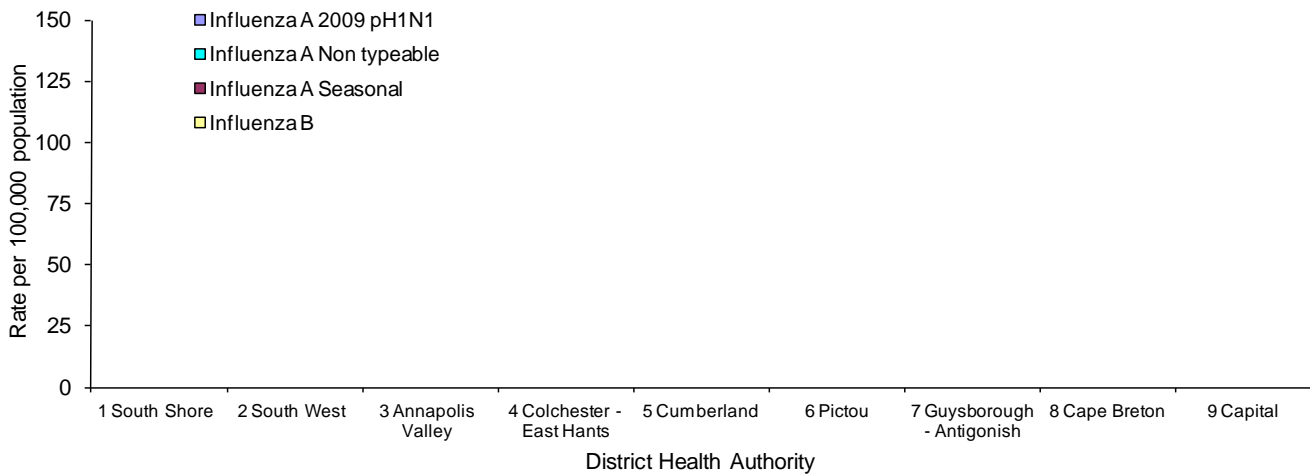 Rate per 100,000 population
150
125
100
75
50
25
0
Influenza A 2009 pH1N1
Influenza A Non typeable
Influenza A Seasonal
Influenza B
1 South Shore
2 South West
3 Annapolis
Valley
4 Colchester -
East Hants
5 Cumberland
6 Pictou
7 Guysborough
- Antigonish
8 Cape Breton
9 Capital
District Health Authority